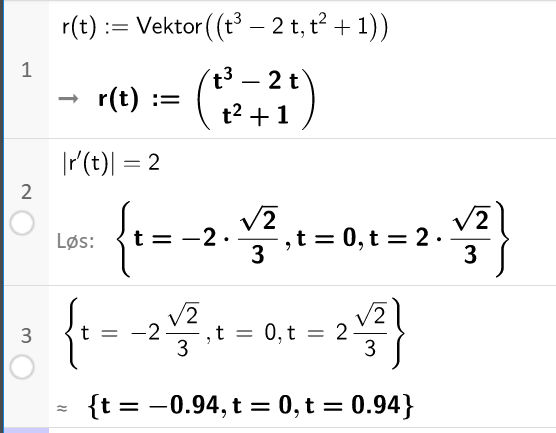 r(t) := Vektor((t³ − 2 t, t² + 1))
1
→ r(t) := (t³ − 2 t
t² + 1)
|r′(t)| = 2
2
Løs: {t = −2 · √2/3, t = 0, t = 2 · √2/3}
3
{t = −2 √2/3, t = 0, t = 2 √2/3}
≈ {t = −0.94, t = 0, t = 0.94}